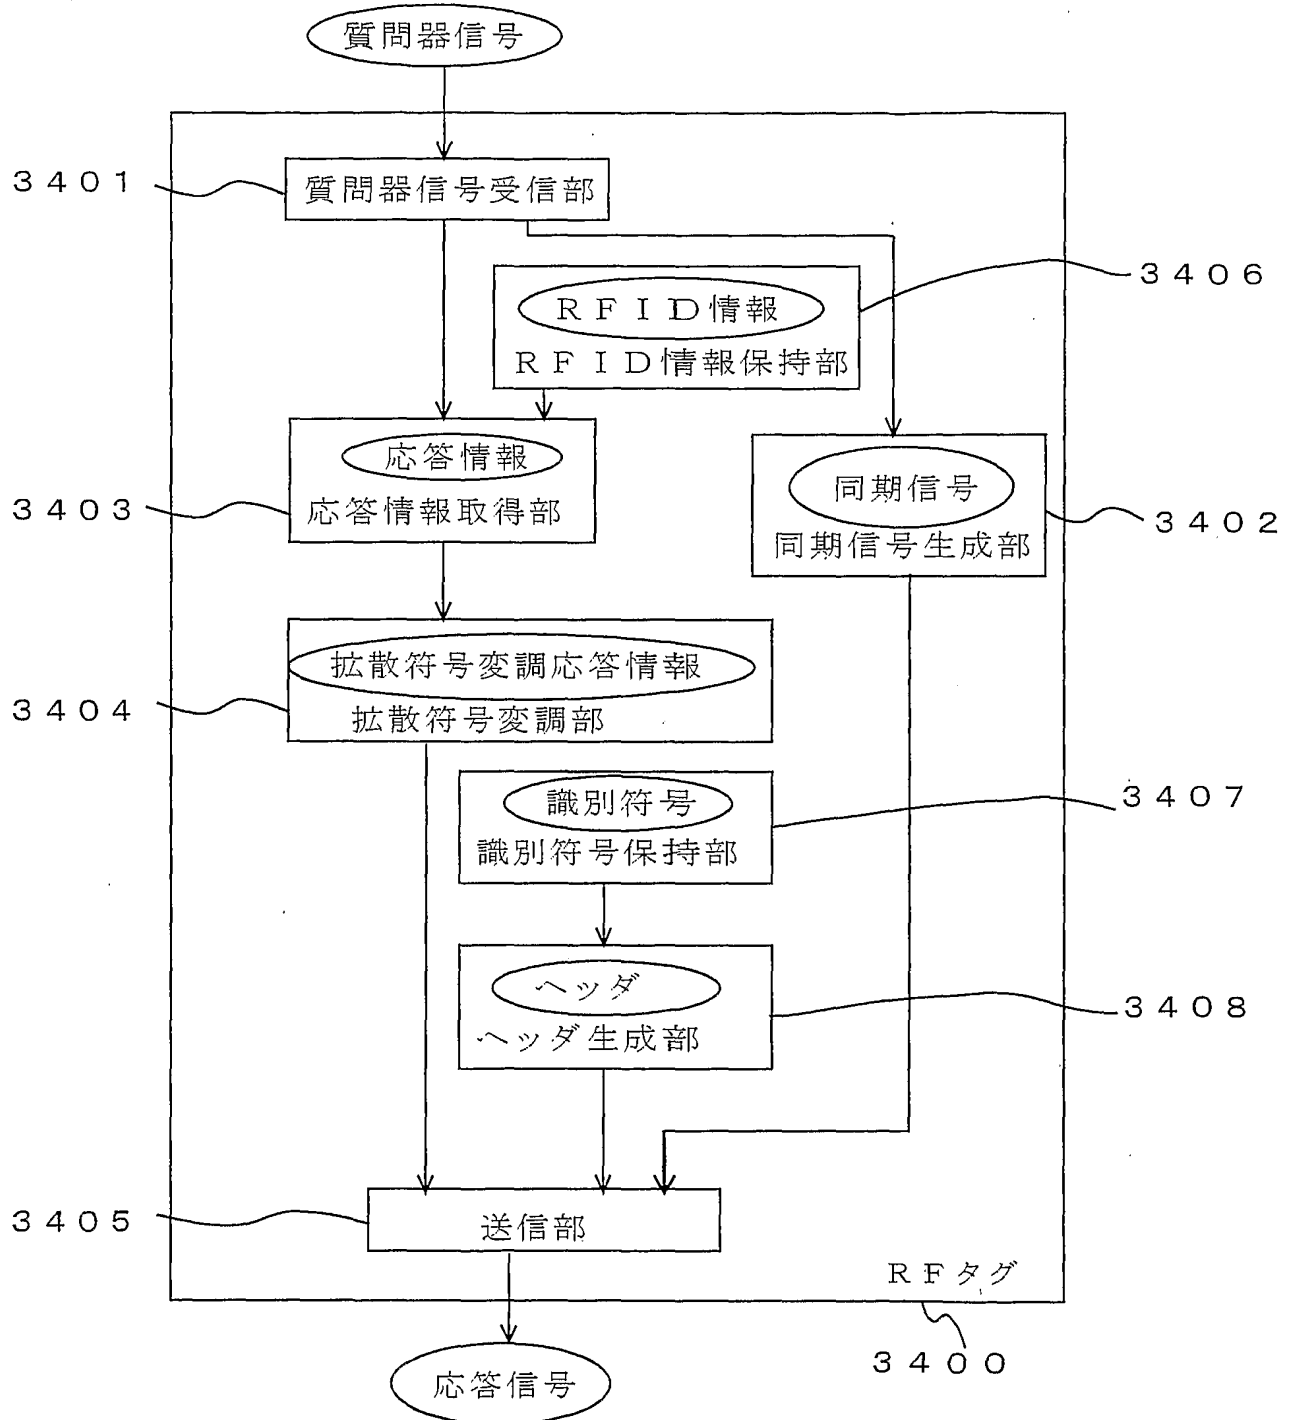 質問器信号
3401
質問器信号受信部
3406
RFID情報
RFID情報保持部
応答情報
3403
応答情報取得部
同期信号
3402
同期信号生成部
拡散符号変調応答情報
3404
拡散符号変調部
識別符号
3407
識別符号保持部
ヘッダ
3408
ヘッダ生成部
3405
送信部
RFタグ
3400
応答信号